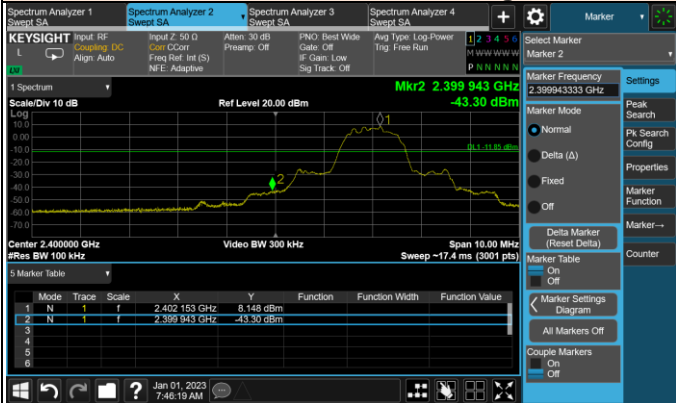 Spectrum Analyzer 1
Swept SA
Spectrum Analyzer 2
Swept SA
Spectrum Analyzer 3
Swept SA
Spectrum Analyzer 4
Swept SA
+
Marker
KEYSIGHT
L
Input: RF
Coupling: DC
Align: Auto
Input Z: 50 Ω
Corr CCorr
Freq Ref: Int (S)
NFE: Adaptive
Atten: 30 dB
Preamp: Off
PNO: Best Wide
Gate: Off
IF Gain: Low
Sig Track: Off
Avg Type: Log-Power
Trig: Free Run
1 2 3 4 5 6
M W W W W W
P N N N N N
Select Marker
Marker 2
1 Spectrum
Mkr2 2.399 943 GHz
Scale/Div 10 dB
Ref Level 20.00 dBm
-43.30 dBm
Log
10.0
0.00
-10.0
-20.0
-30.0
-40.0
-50.0
-60.0
-70.0
1
2
DL1 -11.85 dBm
Center 2.400000 GHz
#Res BW 100 kHz
Video BW 300 kHz
Span 10.00 MHz
Sweep ~17.4 ms (3001 pts)
5 Marker Table
Mode Trace Scale X Y Function Function Width Function Value
1 N 1 f 2.402 153 GHz 8.148 dBm
2 N 1 f 2.399 943 GHz -43.30 dBm
3
4
5
6
Marker Frequency
2.399943333 GHz
Marker Mode
Normal
Delta (Δ)
Fixed
Off
Delta Marker
(Reset Delta)
Marker Table
On
Off
Marker Settings
Diagram
All Markers Off
Couple Markers
On
Off
Settings
Peak
Search
Pk Search
Config
Properties
Marker
Function
Marker→
Counter
?
Jan 01, 2023
7:46:19 AM